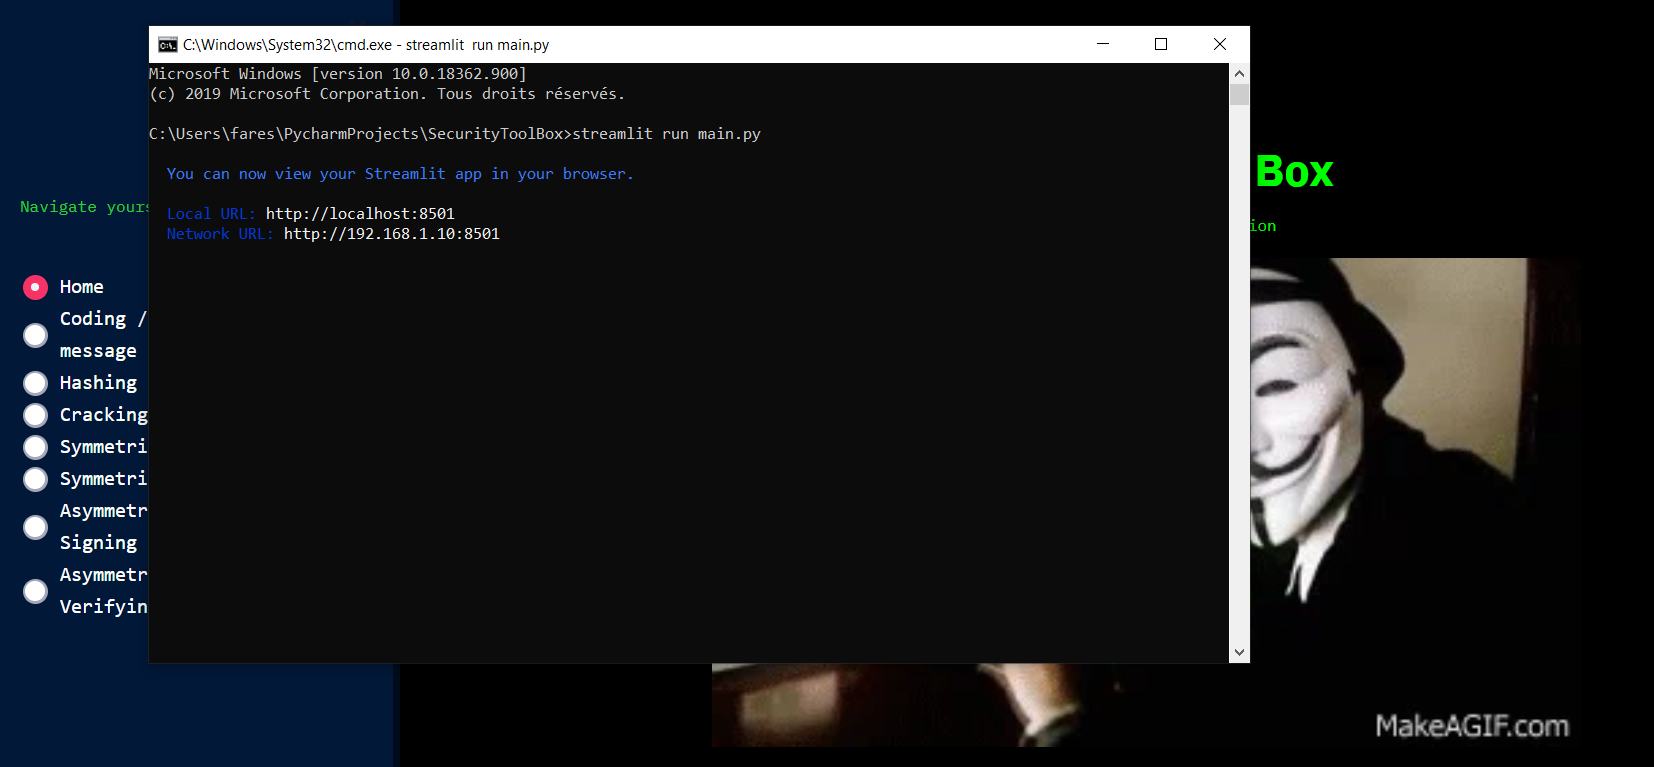 C:\Windows\System32\cmd.exe - streamlit  run main.py
Microsoft Windows [version 10.0.18362.900]
(c) 2019 Microsoft Corporation. Tous droits réservés.
C:\Users\fares\PycharmProjects\SecurityToolBox>streamlit run main.py
You can now view your Streamlit app in your browser.
Local URL: http://localhost:8501
Network URL: http://192.168.1.10:8501
Navigate yours
Home
Coding /
message
Hashing
Cracking
Symmetri
Symmetri
Asymmetr
Signing
Asymmetr
Verifyin
Box
ion
MakeAGIF.com